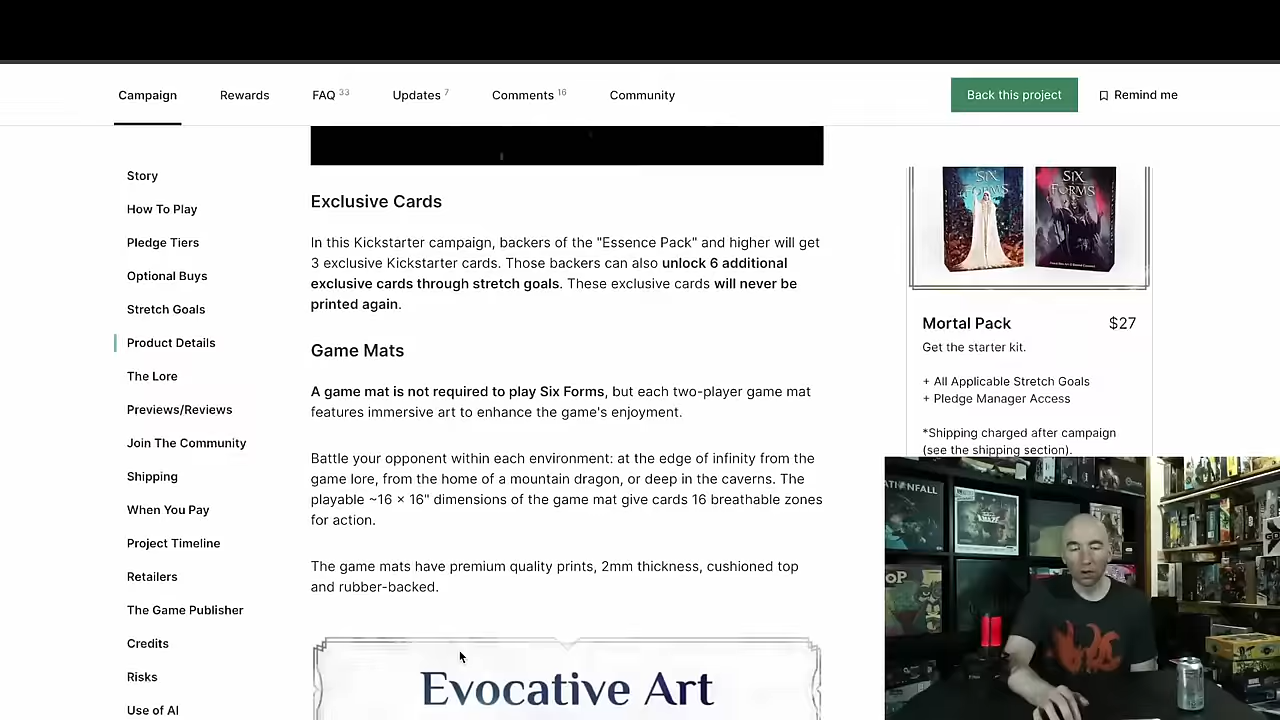 Campaign
Rewards
FAQ 33
Updates 7
Comments 16
Community
Back this project
Remind me
Story
How To Play
Pledge Tiers
Optional Buys
Stretch Goals
Product Details
The Lore
Previews/Reviews
Join The Community
Shipping
When You Pay
Project Timeline
Retailers
The Game Publisher
Credits
Risks
Use of AI
Exclusive Cards
In this Kickstarter campaign, backers of the "Essence Pack" and higher will get
3 exclusive Kickstarter cards. Those backers can also unlock 6 additional
exclusive cards through stretch goals. These exclusive cards will never be
printed again.
Game Mats
A game mat is not required to play Six Forms, but each two-player game mat
features immersive art to enhance the game's enjoyment.
Battle your opponent within each environment: at the edge of infinity from the
game lore, from the home of a mountain dragon, or deep in the caverns. The
playable ~16 × 16" dimensions of the game mat give cards 16 breathable zones
for action.
The game mats have premium quality prints, 2mm thickness, cushioned top
and rubber-backed.
Evocative Art
SIX
FORMS
SIX
FORMS
Mortal Pack
$27
Get the starter kit.
+ All Applicable Stretch Goals
+ Pledge Manager Access
*Shipping charged after campaign
(see the shipping section).